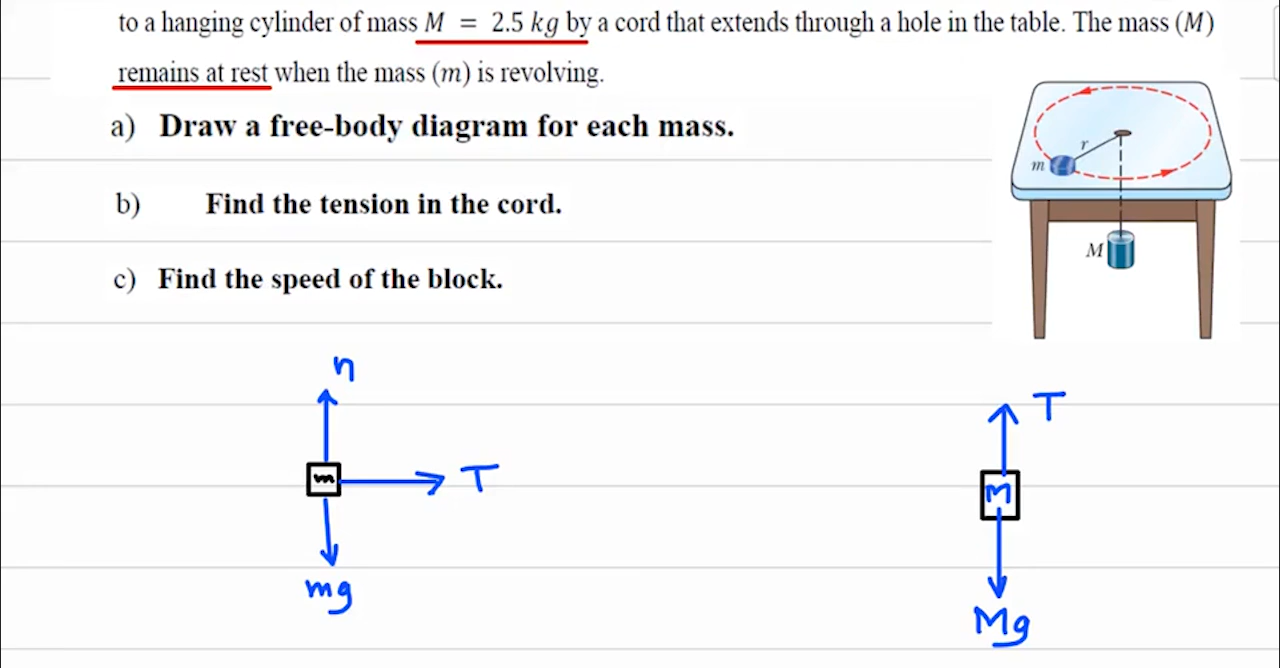 to a hanging cylinder of mass M = 2.5 kg by a cord that extends through a hole in the table. The mass (M)
remains at rest when the mass (m) is revolving.
a) Draw a free-body diagram for each mass.
b) Find the tension in the cord.
c) Find the speed of the block.
r
m
M
n
m
T
mg
T
M
Mg